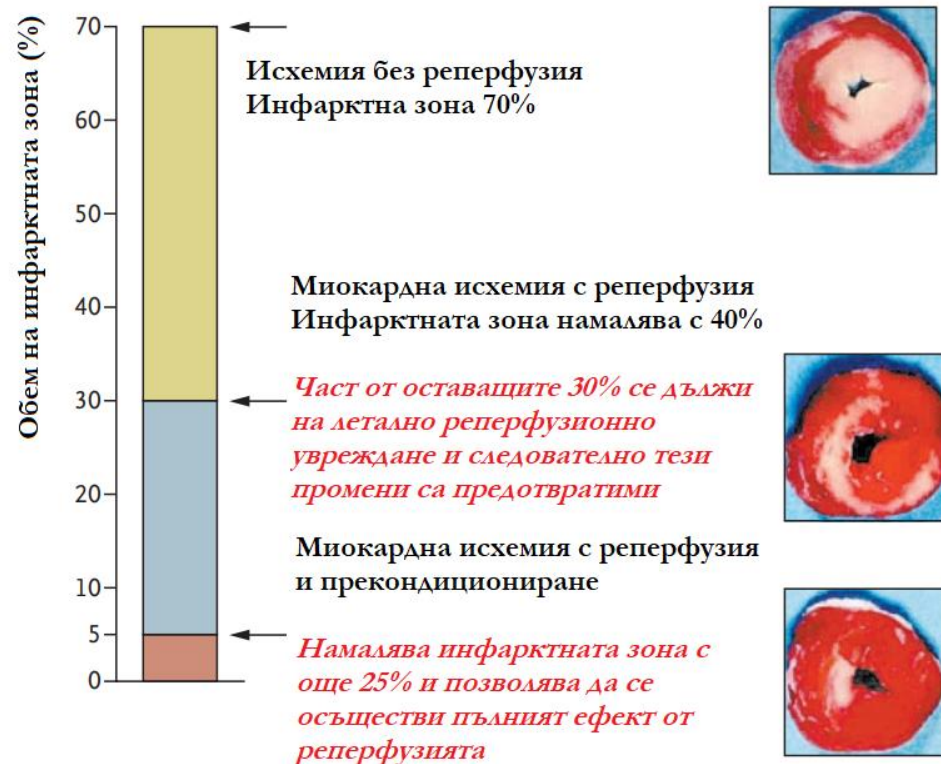 Обем на инфарктната зона (%)
70
60
50
40
30
20
10
5
0
Исхемия без реперфузия
Инфарктна зона 70%
Миокардна исхемия с реперфузия
Инфарктната зона намалява с 40%
Част от оставащите 30% се дължи
на летално реперфузионно
увреждане и следователно тези
промени са предотвратими
Миокардна исхемия с реперфузия
и прекондициониране
Намалява инфарктната зона с
още 25% и позволява да се
осъществи пълният ефект от
реперфузията